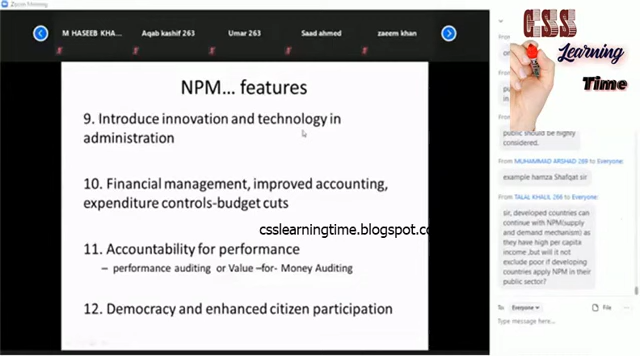 Zoom Meeting
M HASEEB KHA...
Aqab kashif 263
Umar 263
Saad ahmed
zaeem khan
NPM... features
9. Introduce innovation and technology in
administration
10. Financial management, improved accounting,
expenditure controls-budget cuts
csslearningtime.blogspot.co
11. Accountability for performance
– performance auditing or Value –for- Money Auditing
12. Democracy and enhanced citizen participation
CSS
Learning
Time
public should be highly
considered.
From MUHAMMAD ARSHAD 269 to Everyone:
example hamza Shafqat sir
From TALAL KHALIL 266 to Everyone:
sir, developed countries can
continue with NPM(supply
and demand mechanism) as
they have high per capita
income ,but will it not
exclude poor if developing
countries apply NPM in their
public sector?
To: Everyone
File
Type message here...